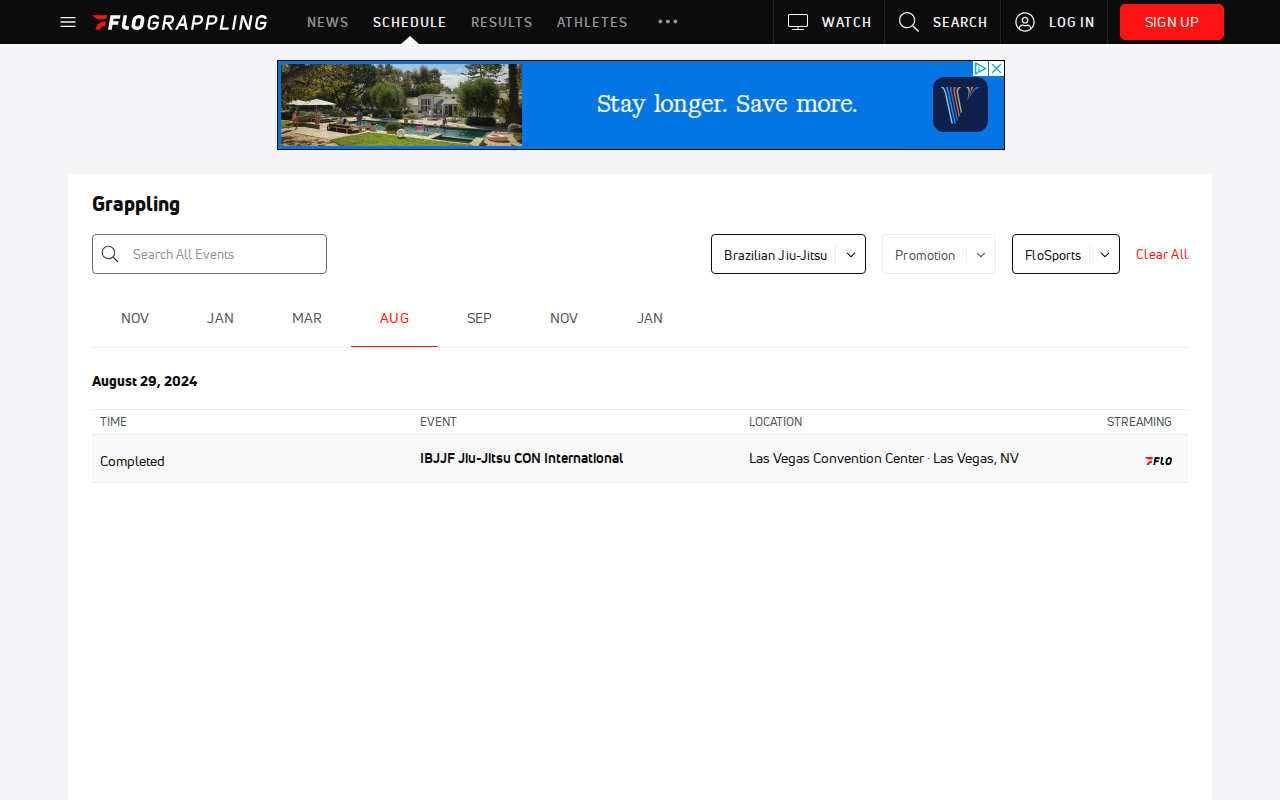 FLOGRAPPLING NEWS SCHEDULE RESULTS ATHLETES WATCH SEARCH LOG IN SIGN UP
Stay longer. Save more.
Grappling
Search All Events Brazilian Jiu-Jitsu Promotion FloSports Clear All
NOV JAN MAR AUG SEP NOV JAN
August 29, 2024
TIME EVENT LOCATION STREAMING
Completed IBJJF Jiu-Jitsu CON International Las Vegas Convention Center · Las Vegas, NV FLO